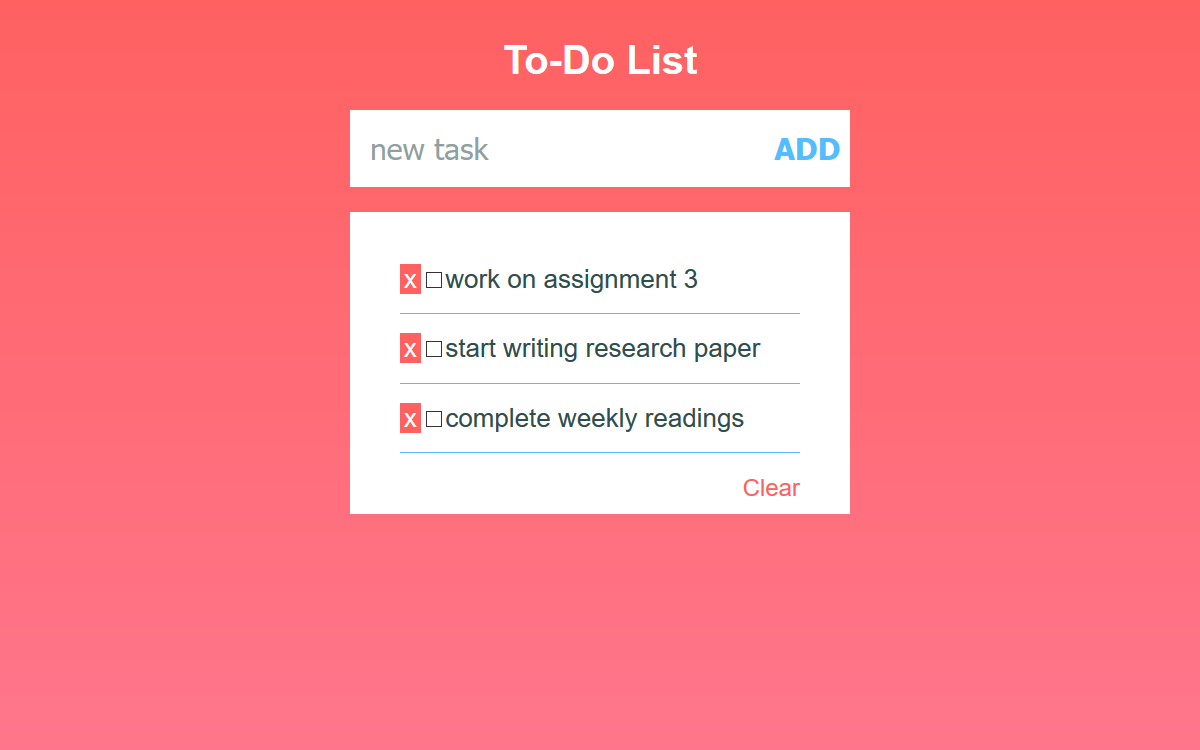 To-Do List
new task ADD
x work on assignment 3
x start writing research paper
x complete weekly readings
Clear